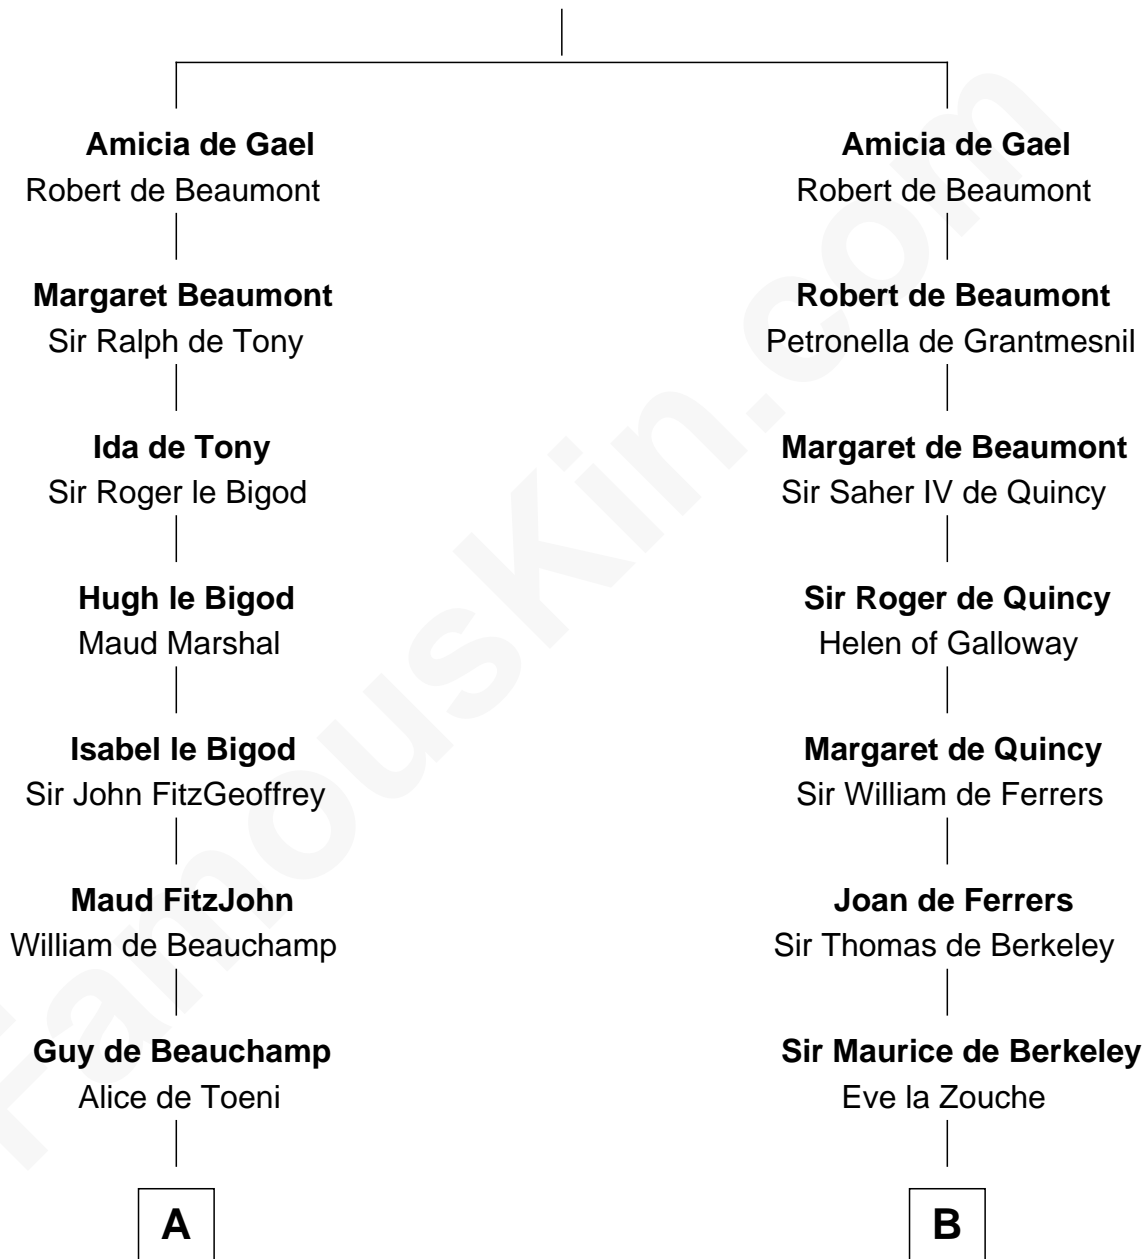 Amicia de Gael
Robert de Beaumont
Margaret Beaumont
Sir Ralph de Tony
Ida de Tony
Sir Roger le Bigod
Hugh le Bigod
Maud Marshal
Isabel le Bigod
Sir John FitzGeoffrey
Maud FitzJohn
William de Beauchamp
Guy de Beauchamp
Alice de Toeni
A
Amicia de Gael
Robert de Beaumont
Robert de Beaumont
Petronella de Grantmesnil
Margaret de Beaumont
Sir Saher IV de Quincy
Sir Roger de Quincy
Helen of Galloway
Margaret de Quincy
Sir William de Ferrers
Joan de Ferrers
Sir Thomas de Berkeley
Sir Maurice de Berkeley
Eve la Zouche
B
FamousKin.com